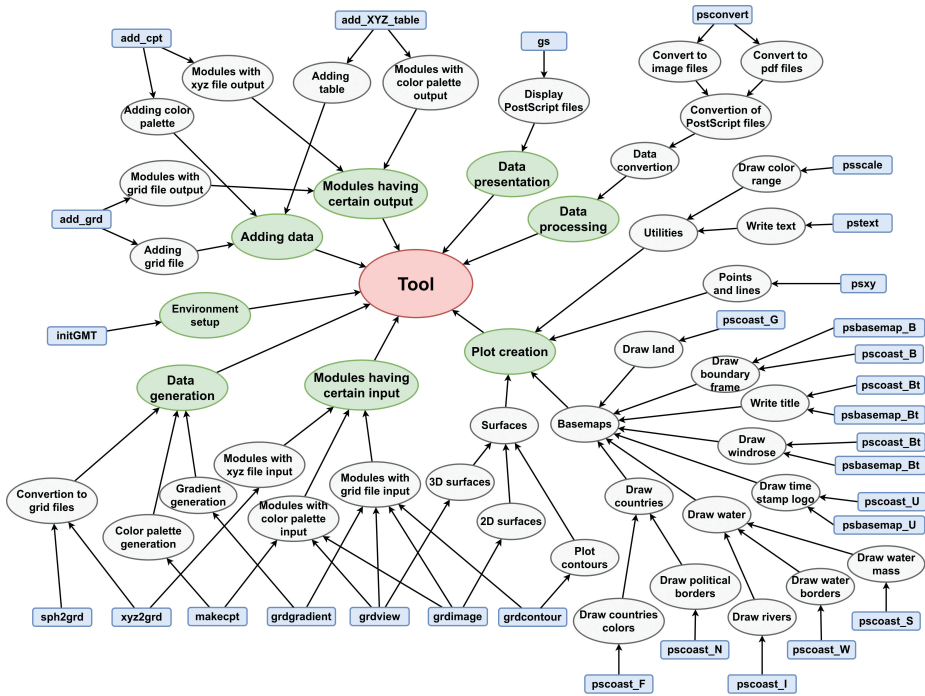 add_XYZ_table
psconvert
add_cpt
gs
Modules with
xyz file output
Adding
table
Modules with
color palette
output
Convert to
image files
Convert to
pdf files
Display
PostScript files
Adding color
palette
Convertion of
PostScript files
Data
convertion
Draw color
range
psscale
Modules with
grid file output
Modules having
certain output
Data
presentation
add_grd
Adding data
Data
processing
Utilities
Write text
pstext
Adding
grid file
Tool
Points
and lines
psxy
Environment
setup
initGMT
pscoast_G
psbasemap_B
Plot creation
Draw land
pscoast_B
Draw
boundary
frame
Data
generation
Modules having
certain input
pscoast_Bt
Write title
psbasemap_Bt
Surfaces
Basemaps
Draw
windrose
pscoast_Bt
psbasemap_Bt
Modules with
xyz file input
Modules with
grid file input
3D surfaces
Convertion to
grid files
Gradient
generation
Draw
countries
Draw time
stamp logo
pscoast_U
psbasemap_U
Color palette
generation
Modules with
color palette
input
2D surfaces
Draw water
Plot
contours
Draw water
mass
Draw political
borders
Draw water
borders
sph2grd
xyz2grd
makecpt
grdgradient
grdview
grdimage
grdcontour
Draw countries
colors
Draw rivers
pscoast_S
pscoast_N
pscoast_W
pscoast_F
pscoast_I